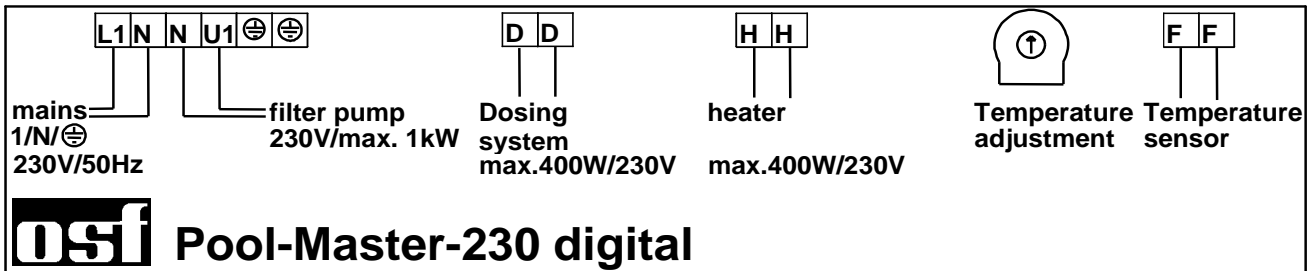 L1 N N U1 D D H H F F
mains filter pump Dosing heater Temperature Temperature
1/N/⏚ 230V/max. 1kW system adjustment sensor
230V/50Hz max.400W/230V max.400W/230V
osf Pool-Master-230 digital